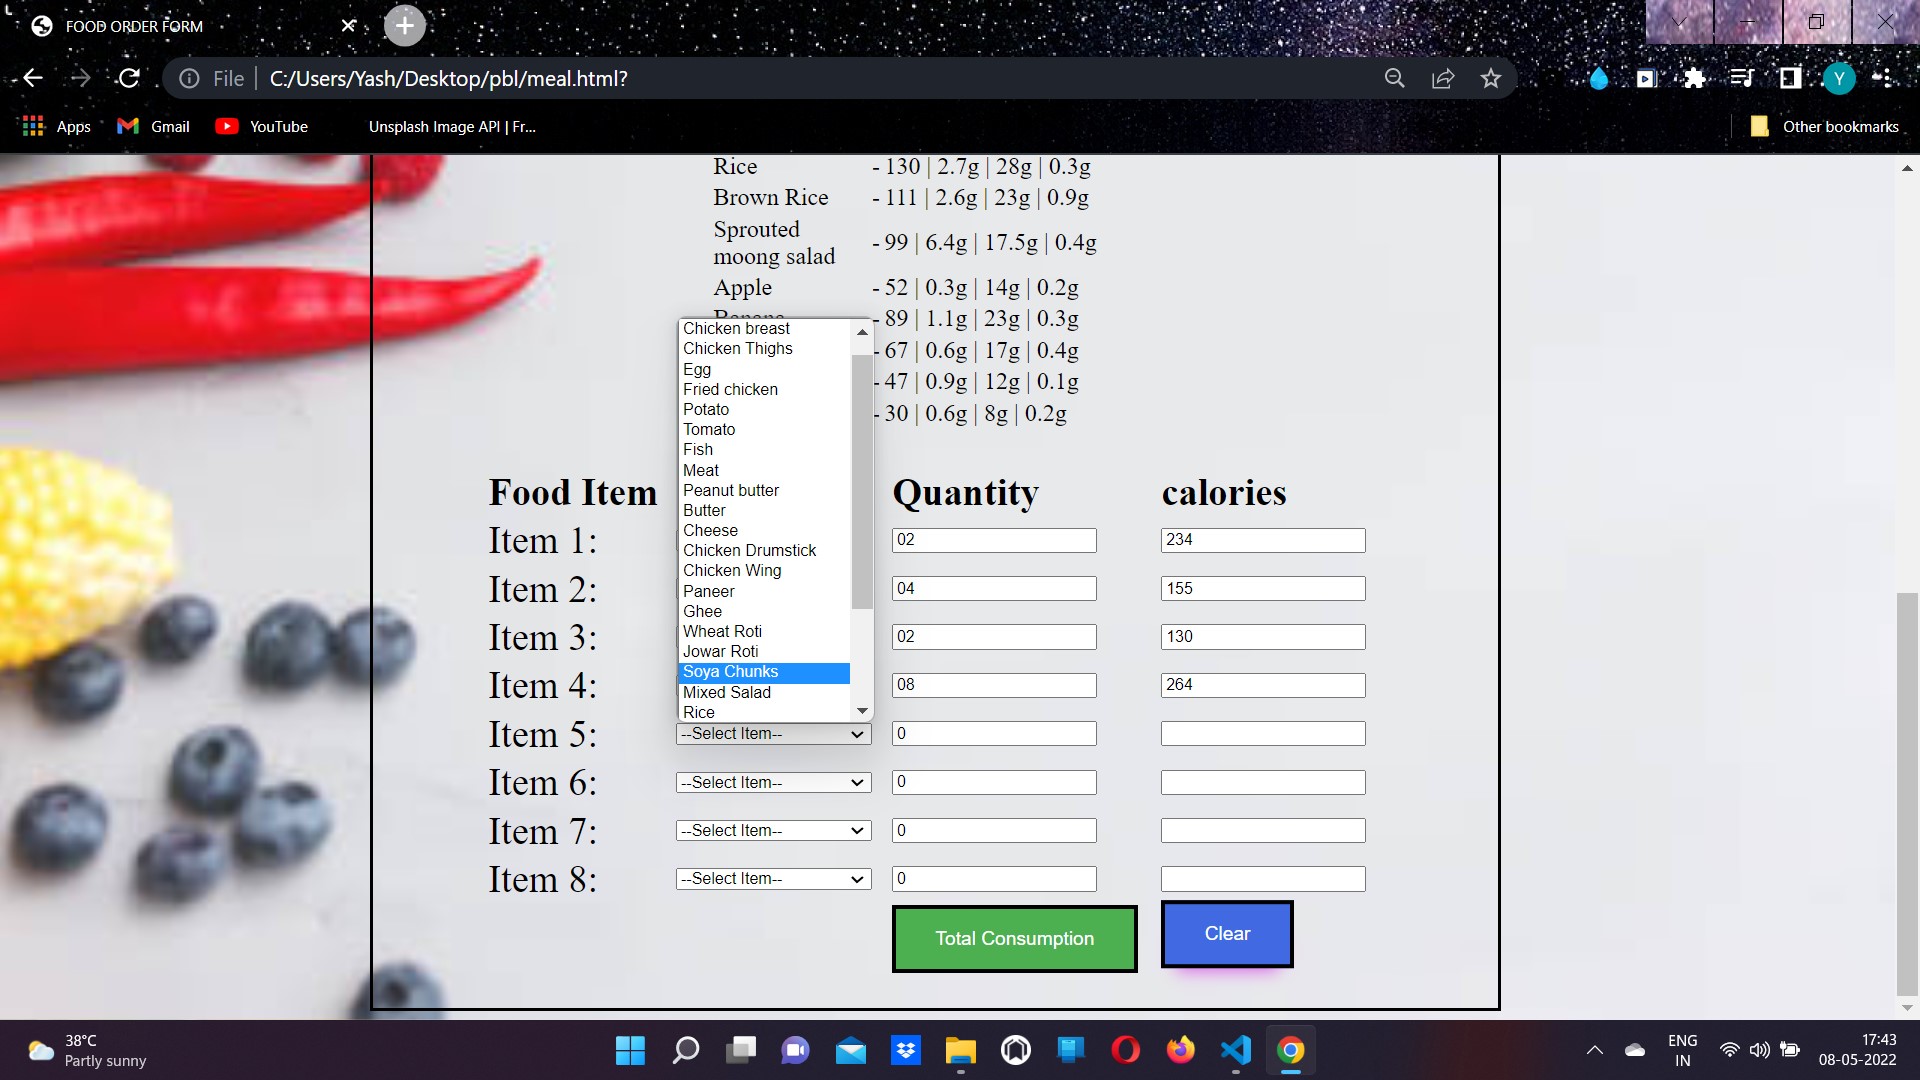 FOOD ORDER FORM
File | C:/Users/Yash/Desktop/pbl/meal.html?
Y
Apps Gmail YouTube Unsplash Image API | Fr... Other bookmarks
Rice - 130 | 2.7g | 28g | 0.3g
Brown Rice - 111 | 2.6g | 23g | 0.9g
Sprouted
moong salad - 99 | 6.4g | 17.5g | 0.4g
Apple - 52 | 0.3g | 14g | 0.2g
- 89 | 1.1g | 23g | 0.3g
- 67 | 0.6g | 17g | 0.4g
- 47 | 0.9g | 12g | 0.1g
- 30 | 0.6g | 8g | 0.2g
Chicken breast
Chicken Thighs
Egg
Fried chicken
Potato
Tomato
Fish
Meat
Peanut butter
Butter
Cheese
Chicken Drumstick
Chicken Wing
Paneer
Ghee
Wheat Roti
Jowar Roti
Soya Chunks
Mixed Salad
Rice
Food Item Quantity calories
Item 1: 02 234
Item 2: 04 155
Item 3: 02 130
Item 4: 08 264
Item 5: --Select Item-- 0
Item 6: --Select Item-- 0
Item 7: --Select Item-- 0
Item 8: --Select Item-- 0
Total Consumption Clear
38°C
Partly sunny
ENG
IN
17:43
08-05-2022